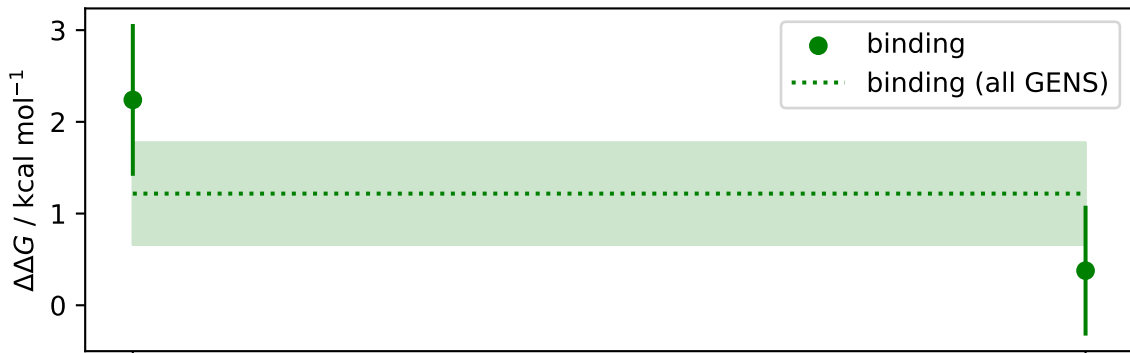 3
2
1
0
ΔΔG / kcal mol⁻¹
binding
binding (all GENS)